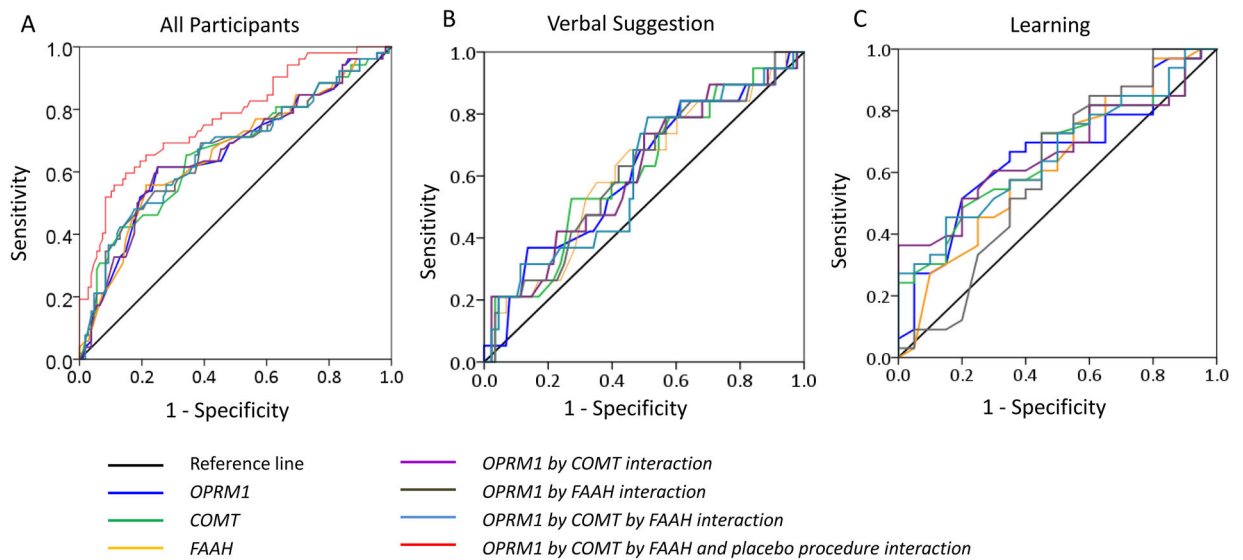 A All Participants
B Verbal Suggestion
C Learning
Sensitivity
1.0
0.8
0.6
0.4
0.2
0.0
0.0 0.2 0.4 0.6 0.8 1.0
1 - Specificity
Sensitivity
1.0
0.8
0.6
0.4
0.2
0.0
0.0 0.2 0.4 0.6 0.8 1.0
1 - Specificity
Sensitivity
1.0
0.8
0.6
0.4
0.2
0.0
0.0 0.2 0.4 0.6 0.8 1.0
1 - Specificity
Reference line
OPRM1
COMT
FAAH
OPRM1 by COMT interaction
OPRM1 by FAAH interaction
OPRM1 by COMT by FAAH interaction
OPRM1 by COMT by FAAH and placebo procedure interaction